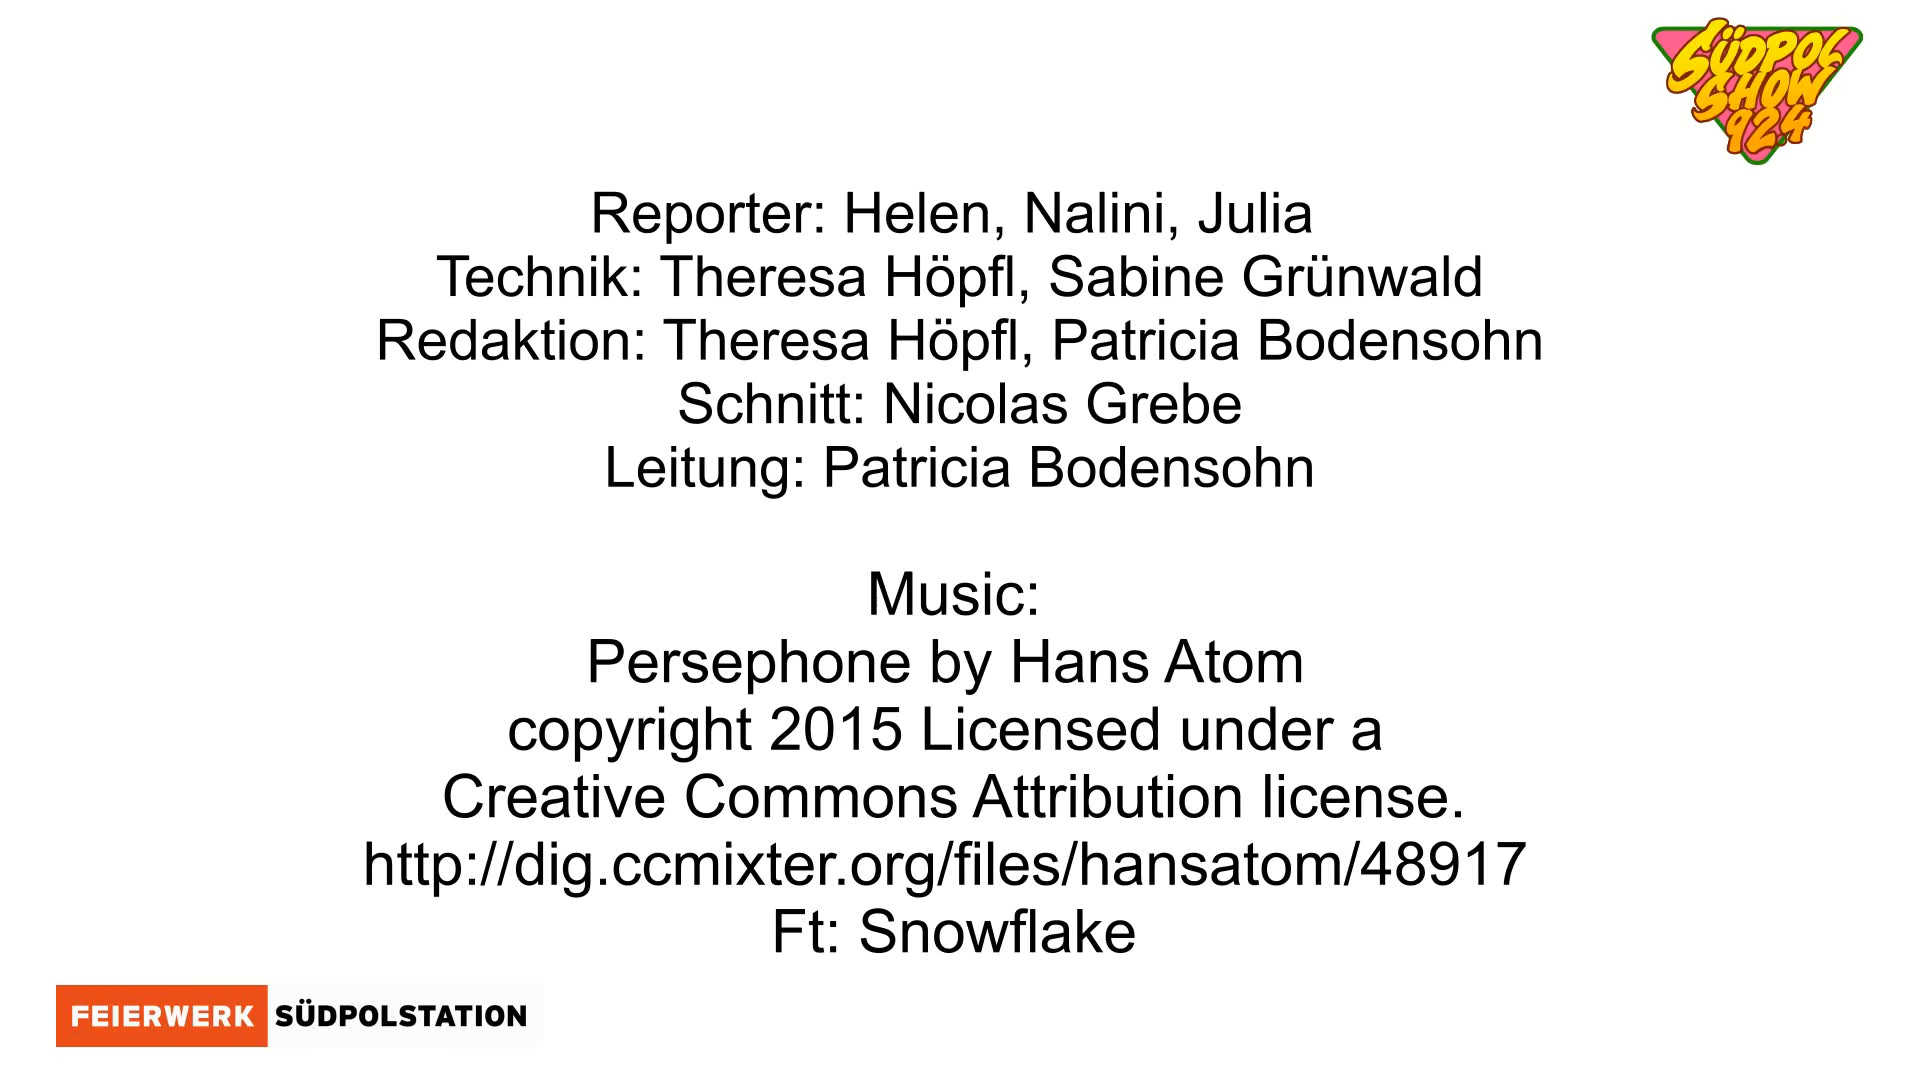 SÜDPOL
SHOW
92.4
Reporter: Helen, Nalini, Julia
Technik: Theresa Höpfl, Sabine Grünwald
Redaktion: Theresa Höpfl, Patricia Bodensohn
Schnitt: Nicolas Grebe
Leitung: Patricia Bodensohn
Music:
Persephone by Hans Atom
copyright 2015 Licensed under a
Creative Commons Attribution license.
http://dig.ccmixter.org/files/hansatom/48917
Ft: Snowflake
FEIERWERK SÜDPOLSTATION